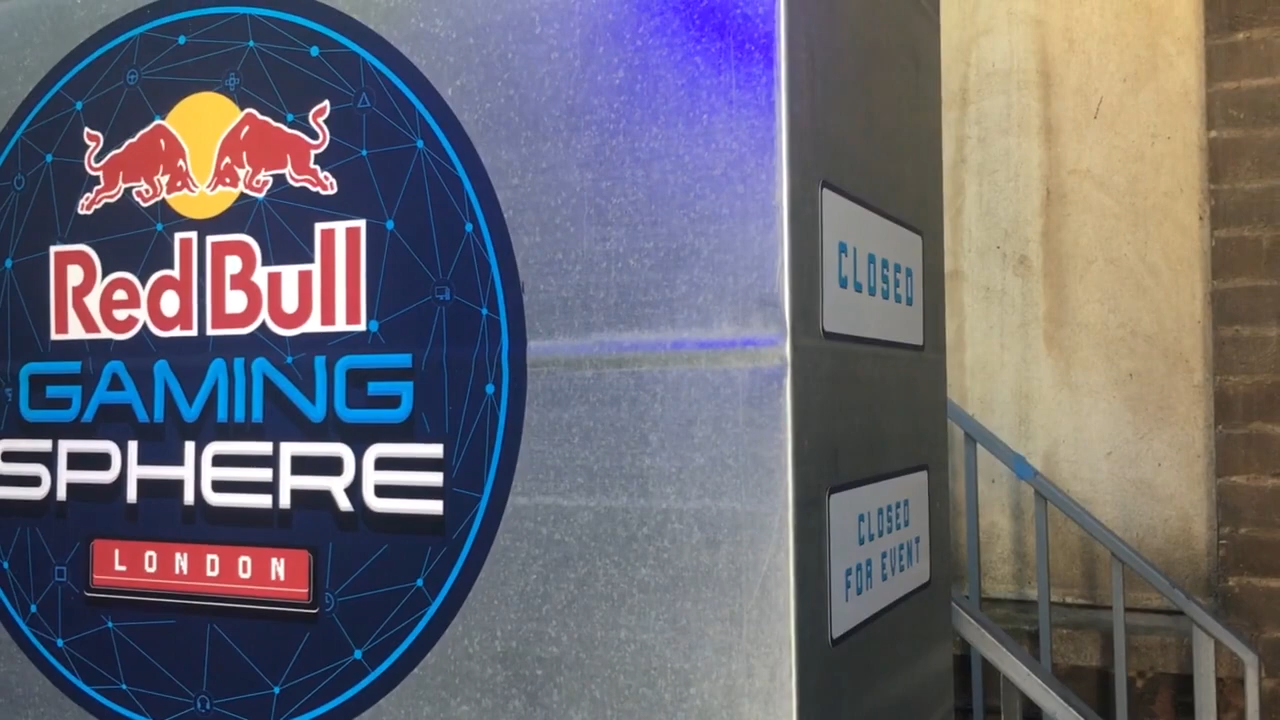 Red Bull
GAMING
SPHERE
LONDON
CLOSED
CLOSED
FOR EVENT